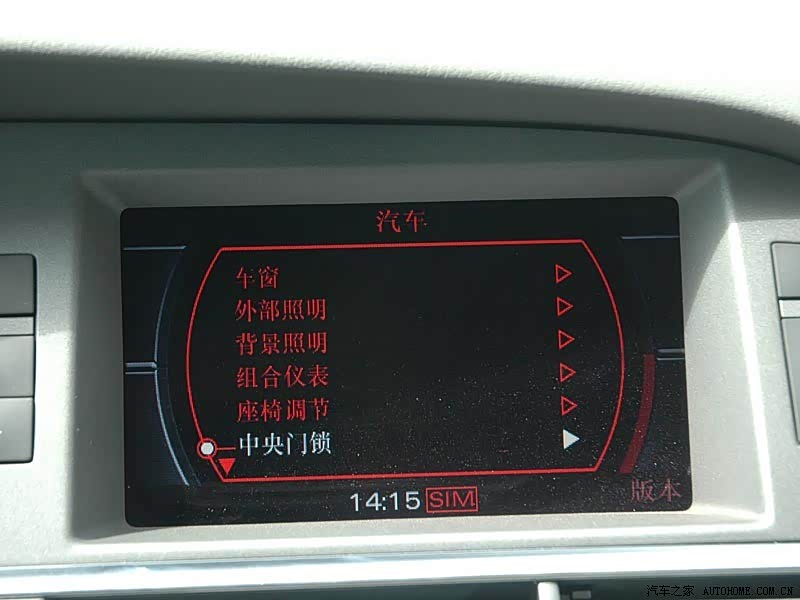 汽车
车窗
外部照明
背景照明
组合仪表
座椅调节
中央门锁
14:15 SIM
版本
汽车之家 AUTOHOME.COM.CN